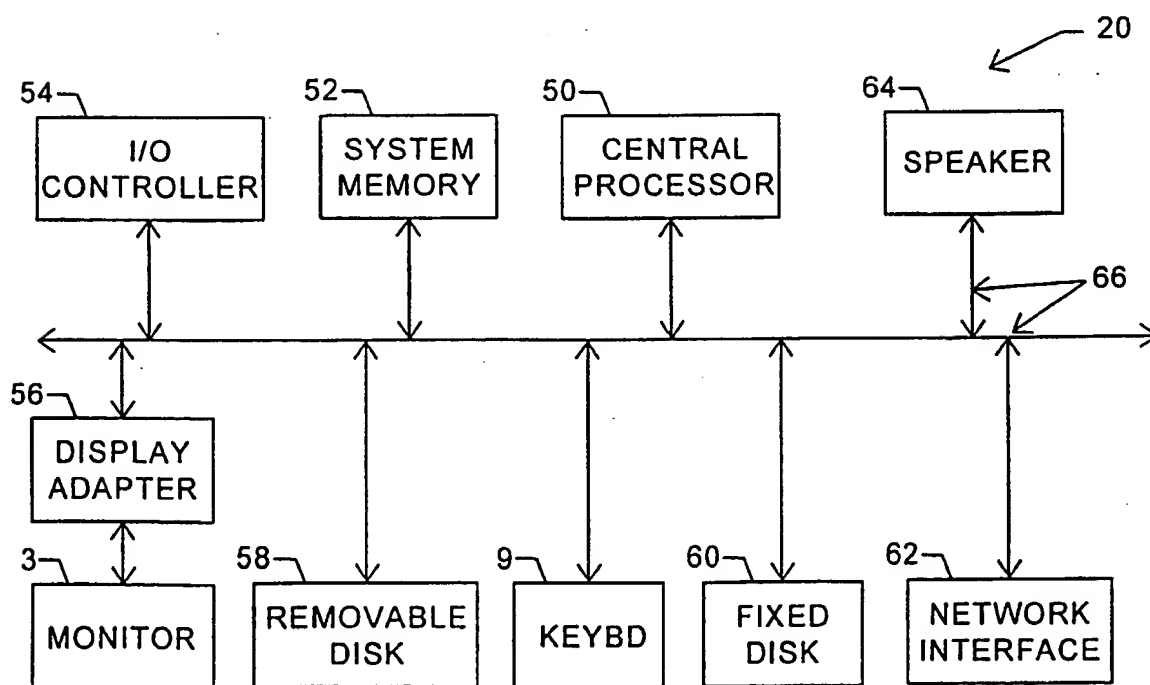 20
54
52
50
64
I/O
CONTROLLER
SYSTEM
MEMORY
CENTRAL
PROCESSOR
SPEAKER
66
56
DISPLAY
ADAPTER
3
58
9
60
62
MONITOR
REMOVABLE
DISK
KEYBD
FIXED
DISK
NETWORK
INTERFACE